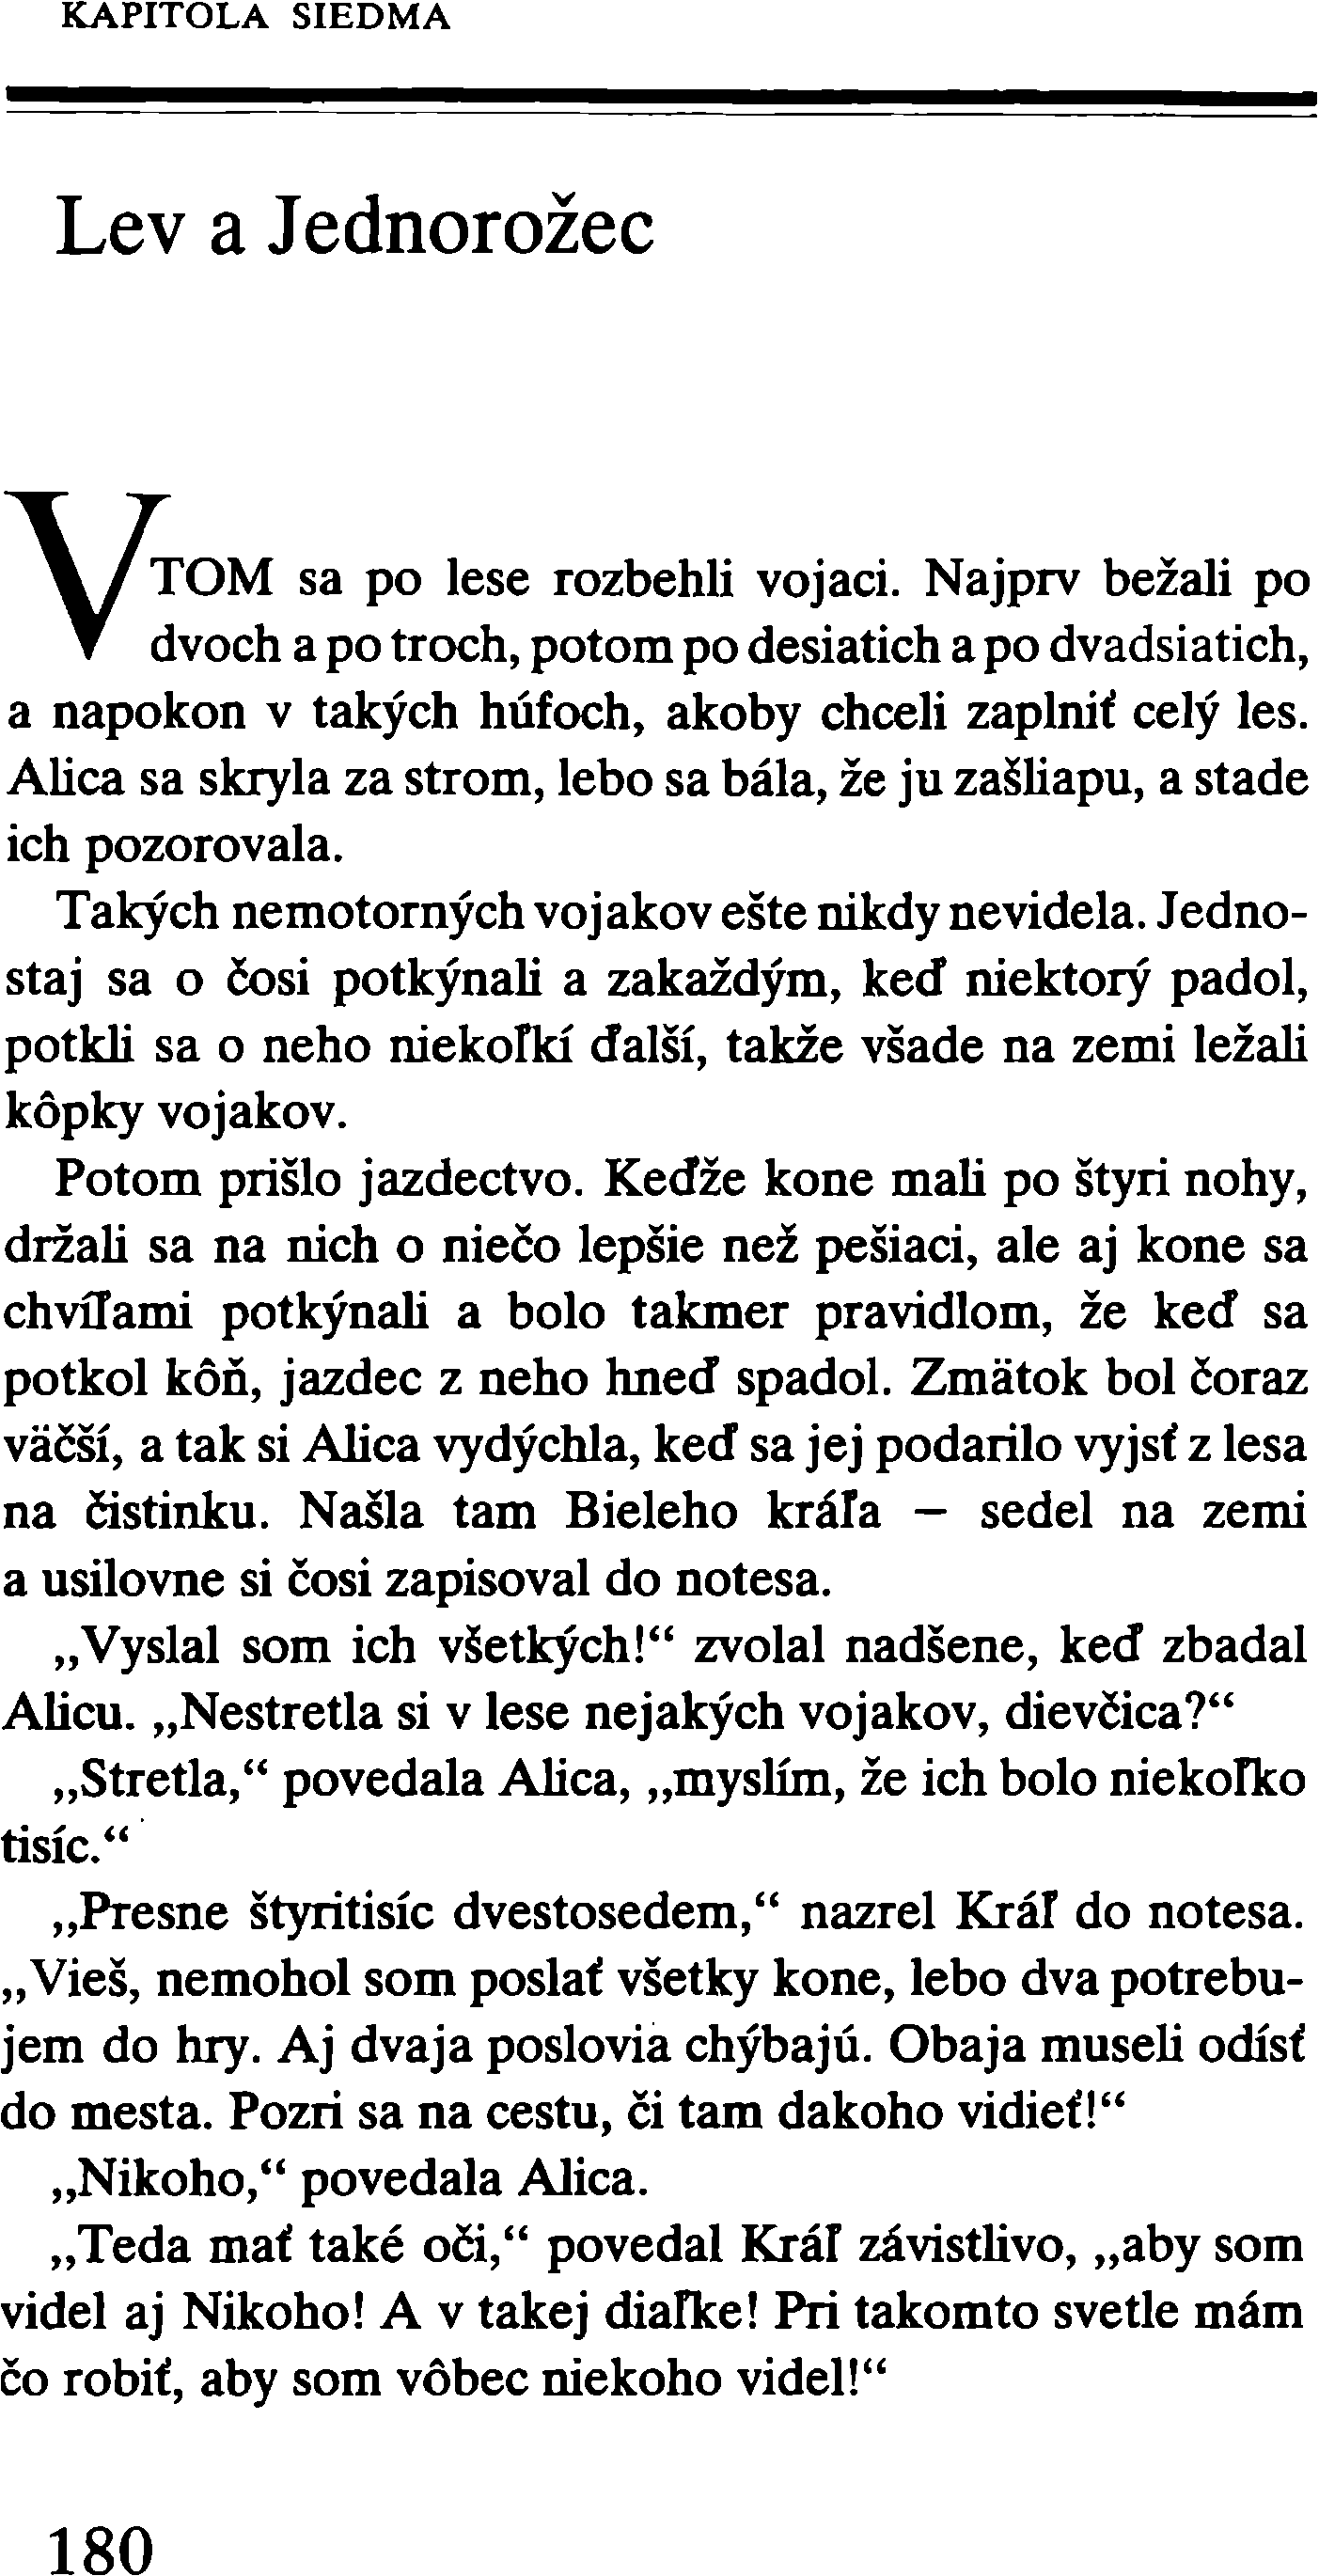 KAPITOLA SIEDMA
Lev a Jednorožec
VTOM sa po lese rozbehli vojaci. Najprv bežali po
dvoch a po troch, potom po desiatich a po dvadsiatich,
a napokon v takých húfoch, akoby chceli zaplniť celý les.
Alica sa skryla za strom, lebo sa bála, že ju zašliapu, a stade
ich pozorovala.
Takých nemotorných vojakov ešte nikdy nevidela. Jedno-
staj sa o čosi potkýnali a zakaždým, keď niektorý padol,
potkli sa o neho niekoľkí ďalší, takže všade na zemi ležali
kôpky vojakov.
Potom prišlo jazdectvo. Keďže kone mali po štyri nohy,
držali sa na nich o niečo lepšie než pešiaci, ale aj kone sa
chvíľami potkýnali a bolo takmer pravidlom, že keď sa
potkol kôň, jazdec z neho hneď spadol. Zmätok bol čoraz
väčší, a tak si Alica vydýchla, keď sa jej podarilo vyjsť z lesa
na čistinku. Našla tam Bieleho kráľa – sedel na zemi
a usilovne si čosi zapisoval do notesa.
„Vyslal som ich všetkých!“ zvolal nadšene, keď zbadal
Alicu. „Nestretla si v lese nejakých vojakov, dievčica?“
„Stretla,“ povedala Alica, „myslím, že ich bolo niekoľko
tisíc.“
„Presne štyritisíc dvestosedem,“ nazrel Kráľ do notesa.
„Vieš, nemohol som poslať všetky kone, lebo dva potrebu-
jem do hry. Aj dvaja poslovia chýbajú. Obaja museli odísť
do mesta. Pozri sa na cestu, či tam dakoho vidieť!“
„Nikoho,“ povedala Alica.
„Teda mať také oči,“ povedal Kráľ závistlivo, „aby som
videl aj Nikoho! A v takej diaľke! Pri takomto svetle mám
čo robiť, aby som vôbec niekoho videl!“
180